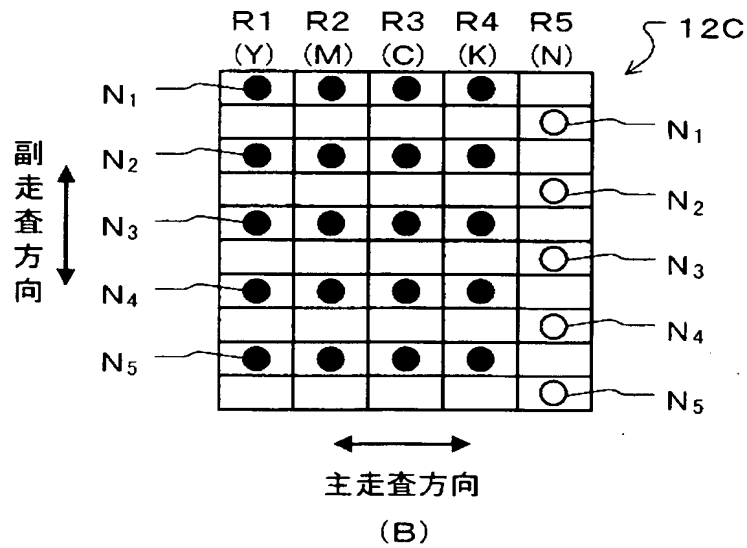 R1 R2 R3 R4 R5
(Y) (M) (C) (K) (N)
12C
N₁
N₁
N₂
N₂
N₃
N₃
N₄
N₄
N₅
N₅
副走査方向
主走査方向
(B)